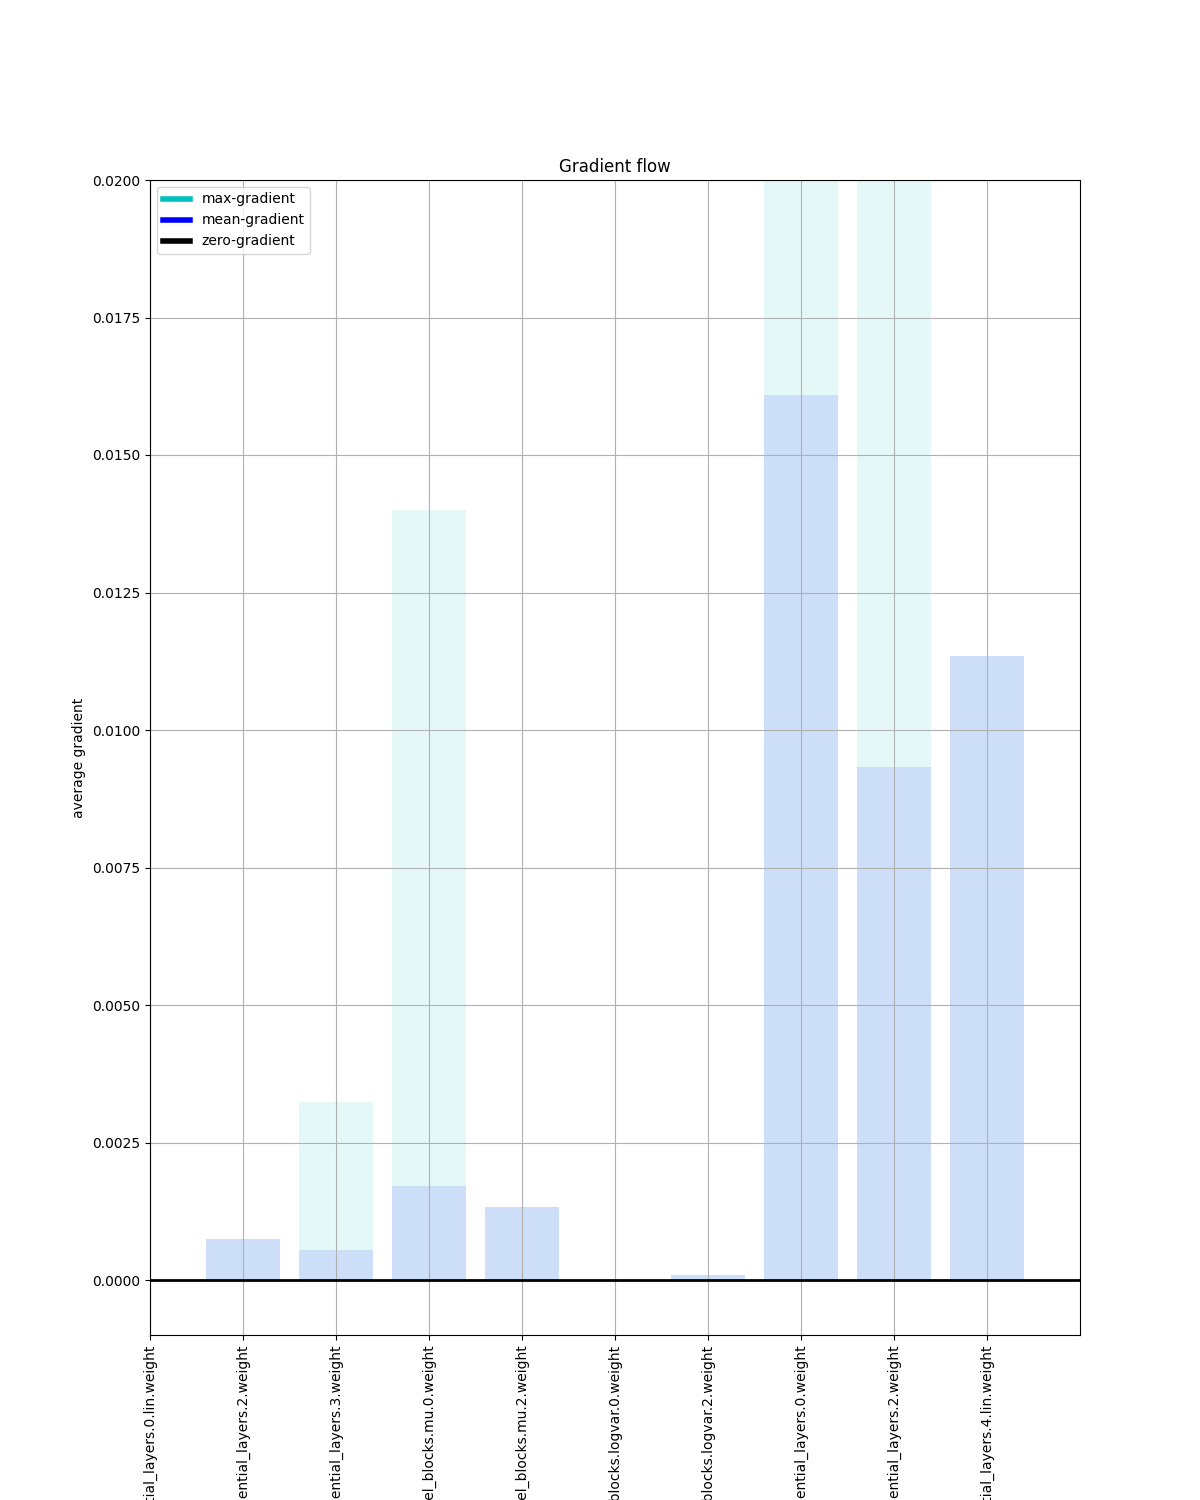 Gradient flow
max-gradient
mean-gradient
zero-gradient
0.0200
0.0175
0.0150
0.0125
0.0100
0.0075
0.0050
0.0025
0.0000
average gradient
tial_layers.0.lin.weight
ential_layers.2.weight
ential_layers.3.weight
el_blocks.mu.0.weight
el_blocks.mu.2.weight
blocks.logvar.0.weight
blocks.logvar.2.weight
ential_layers.0.weight
ential_layers.2.weight
tial_layers.4.lin.weight